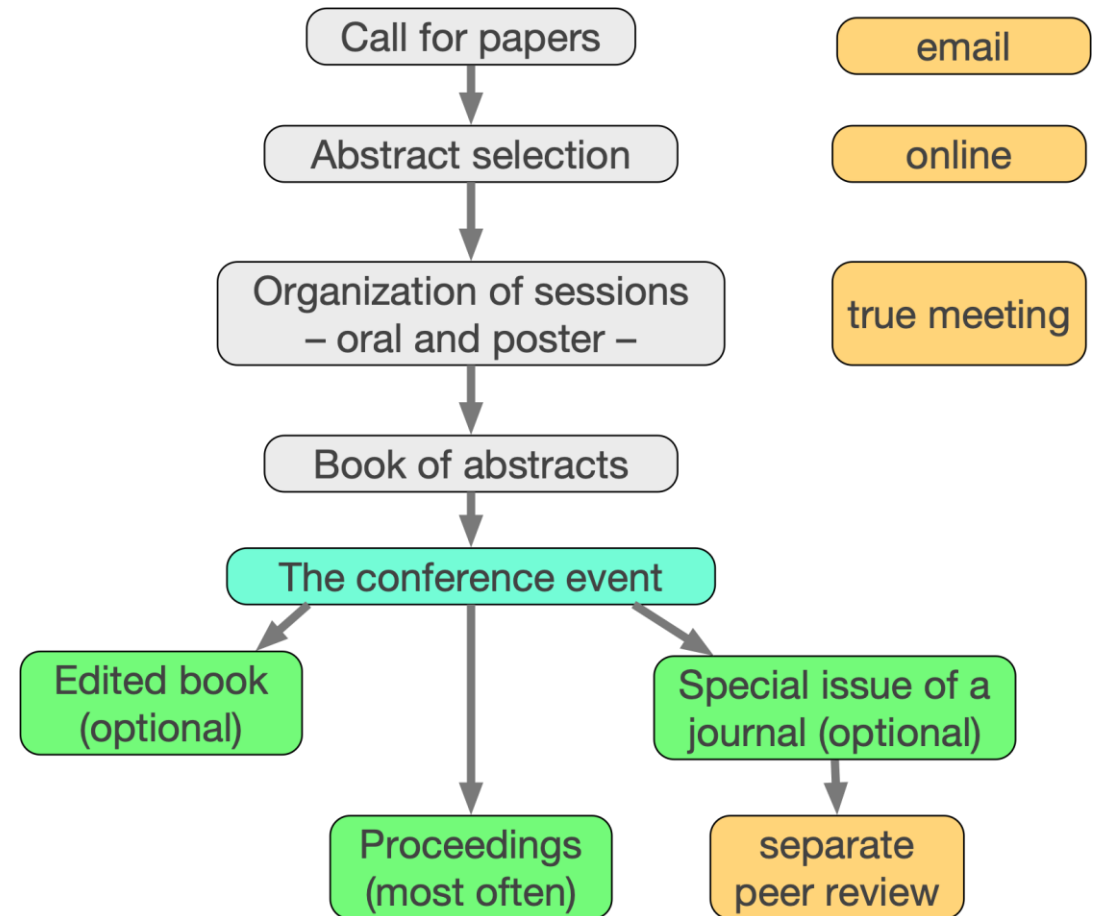 Call for papers
email
Abstract selection
online
Organization of sessions
– oral and poster –
true meeting
Book of abstracts
The conference event
Edited book
(optional)
Special issue of a
journal (optional)
Proceedings
(most often)
separate
peer review